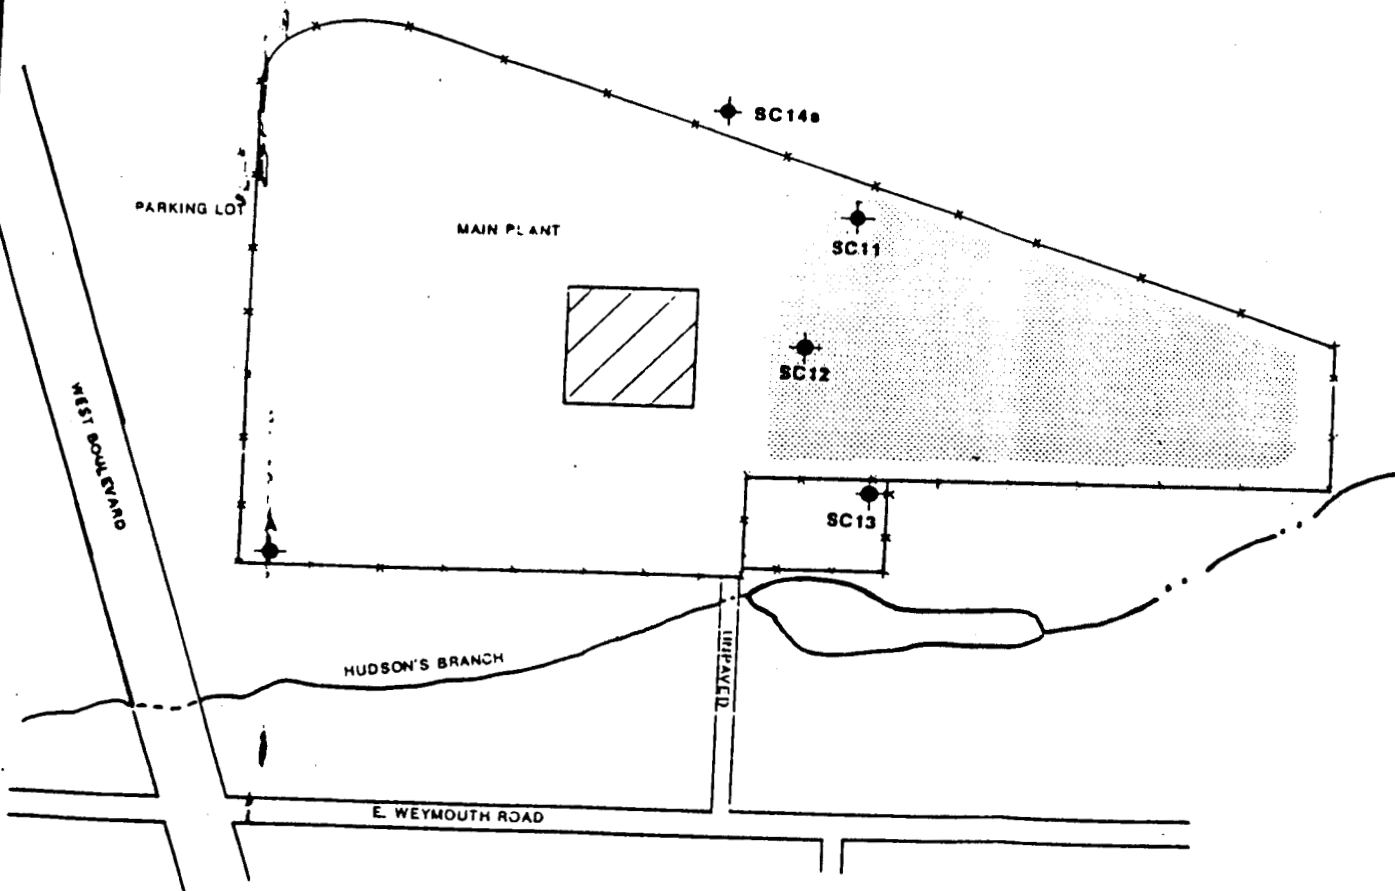 SC14s
PARKING LOT
MAIN PLANT
SC11
SC12
WEST BOULEVARD
SC13
HUDSON'S BRANCH
UNPAVED
E. WEYMOUTH ROAD